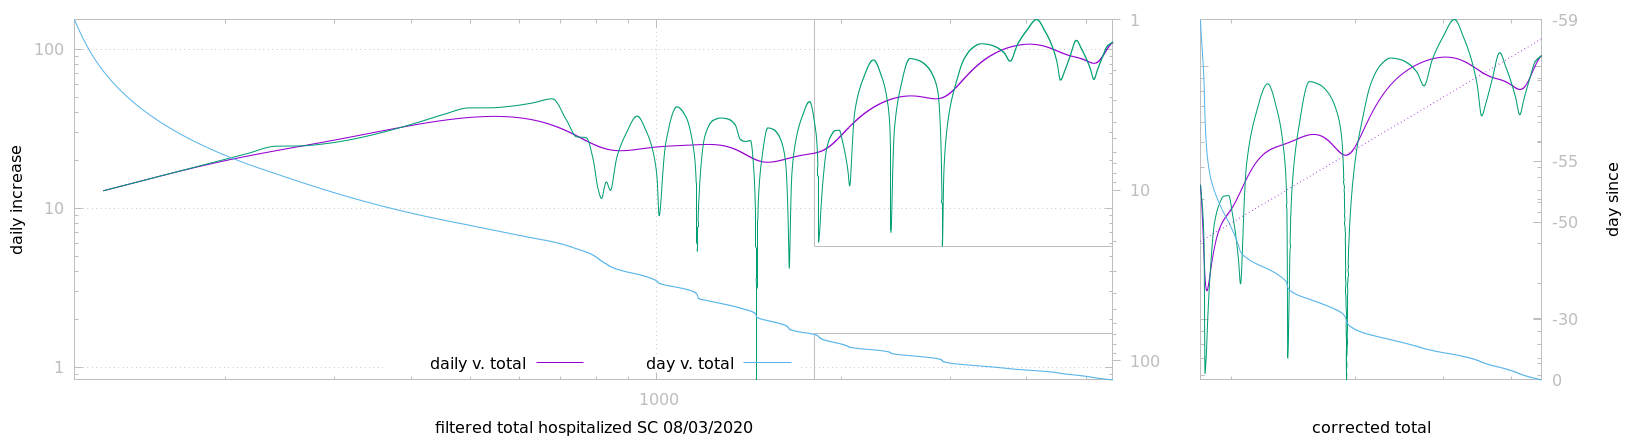 100
10
1
daily increase
daily v. total
day v. total
1000
filtered total hospitalized SC 08/03/2020
1
10
100
-59
-55
-50
-30
0
day since
corrected total